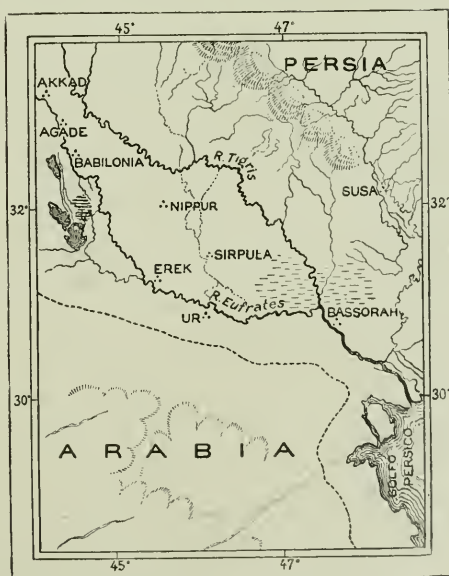 45°
47°
PERSIA
AKKAD
AGADE
BABILONIA
R. Tigris
SUSA
32°
32°
NIPPUR
SIRPULA
EREK
R. Eufrates
UR
BASSORAH
30°
30°
ARABIA
GOLFO
PERSICO
45°
47°